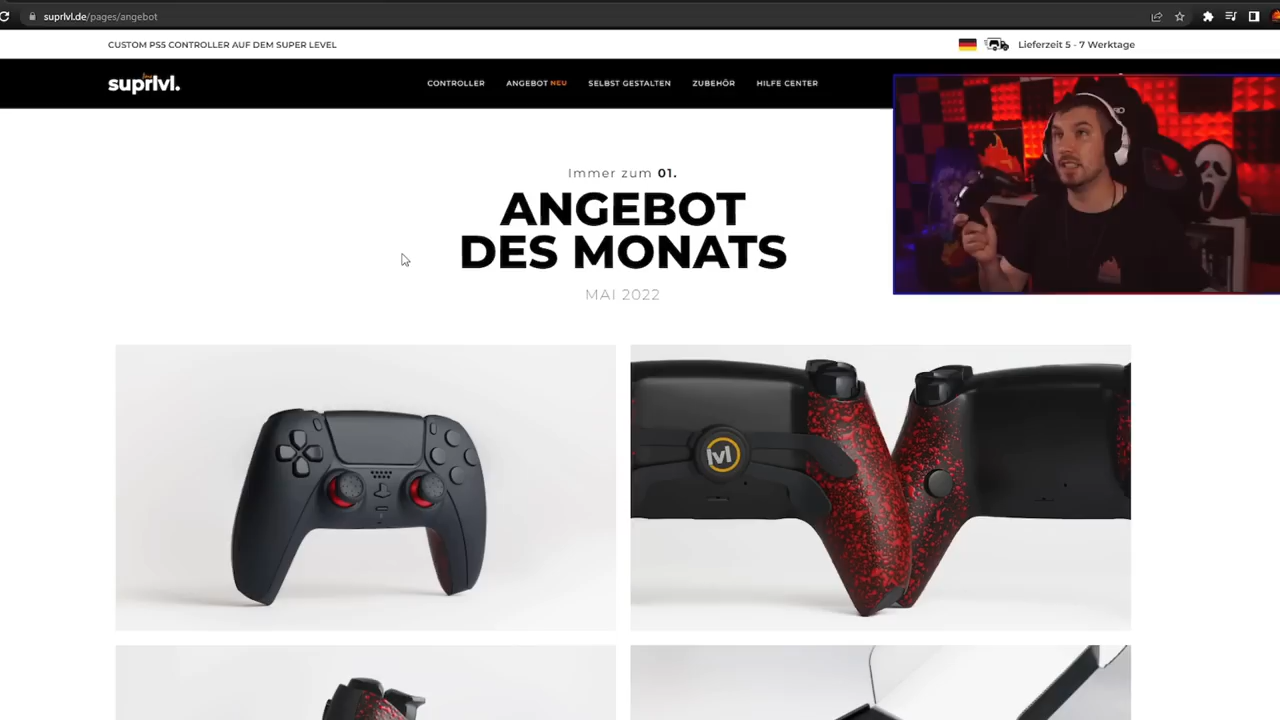 suprlvl.de/pages/angebot
CUSTOM PS5 CONTROLLER AUF DEM SUPER LEVEL
Lieferzeit 5 - 7 Werktage
suprlvl.
CONTROLLER ANGEBOT NEU SELBST GESTALTEN ZUBEHÖR HILFE CENTER
Immer zum 01.
ANGEBOT
DES MONATS
MAI 2022
lvl